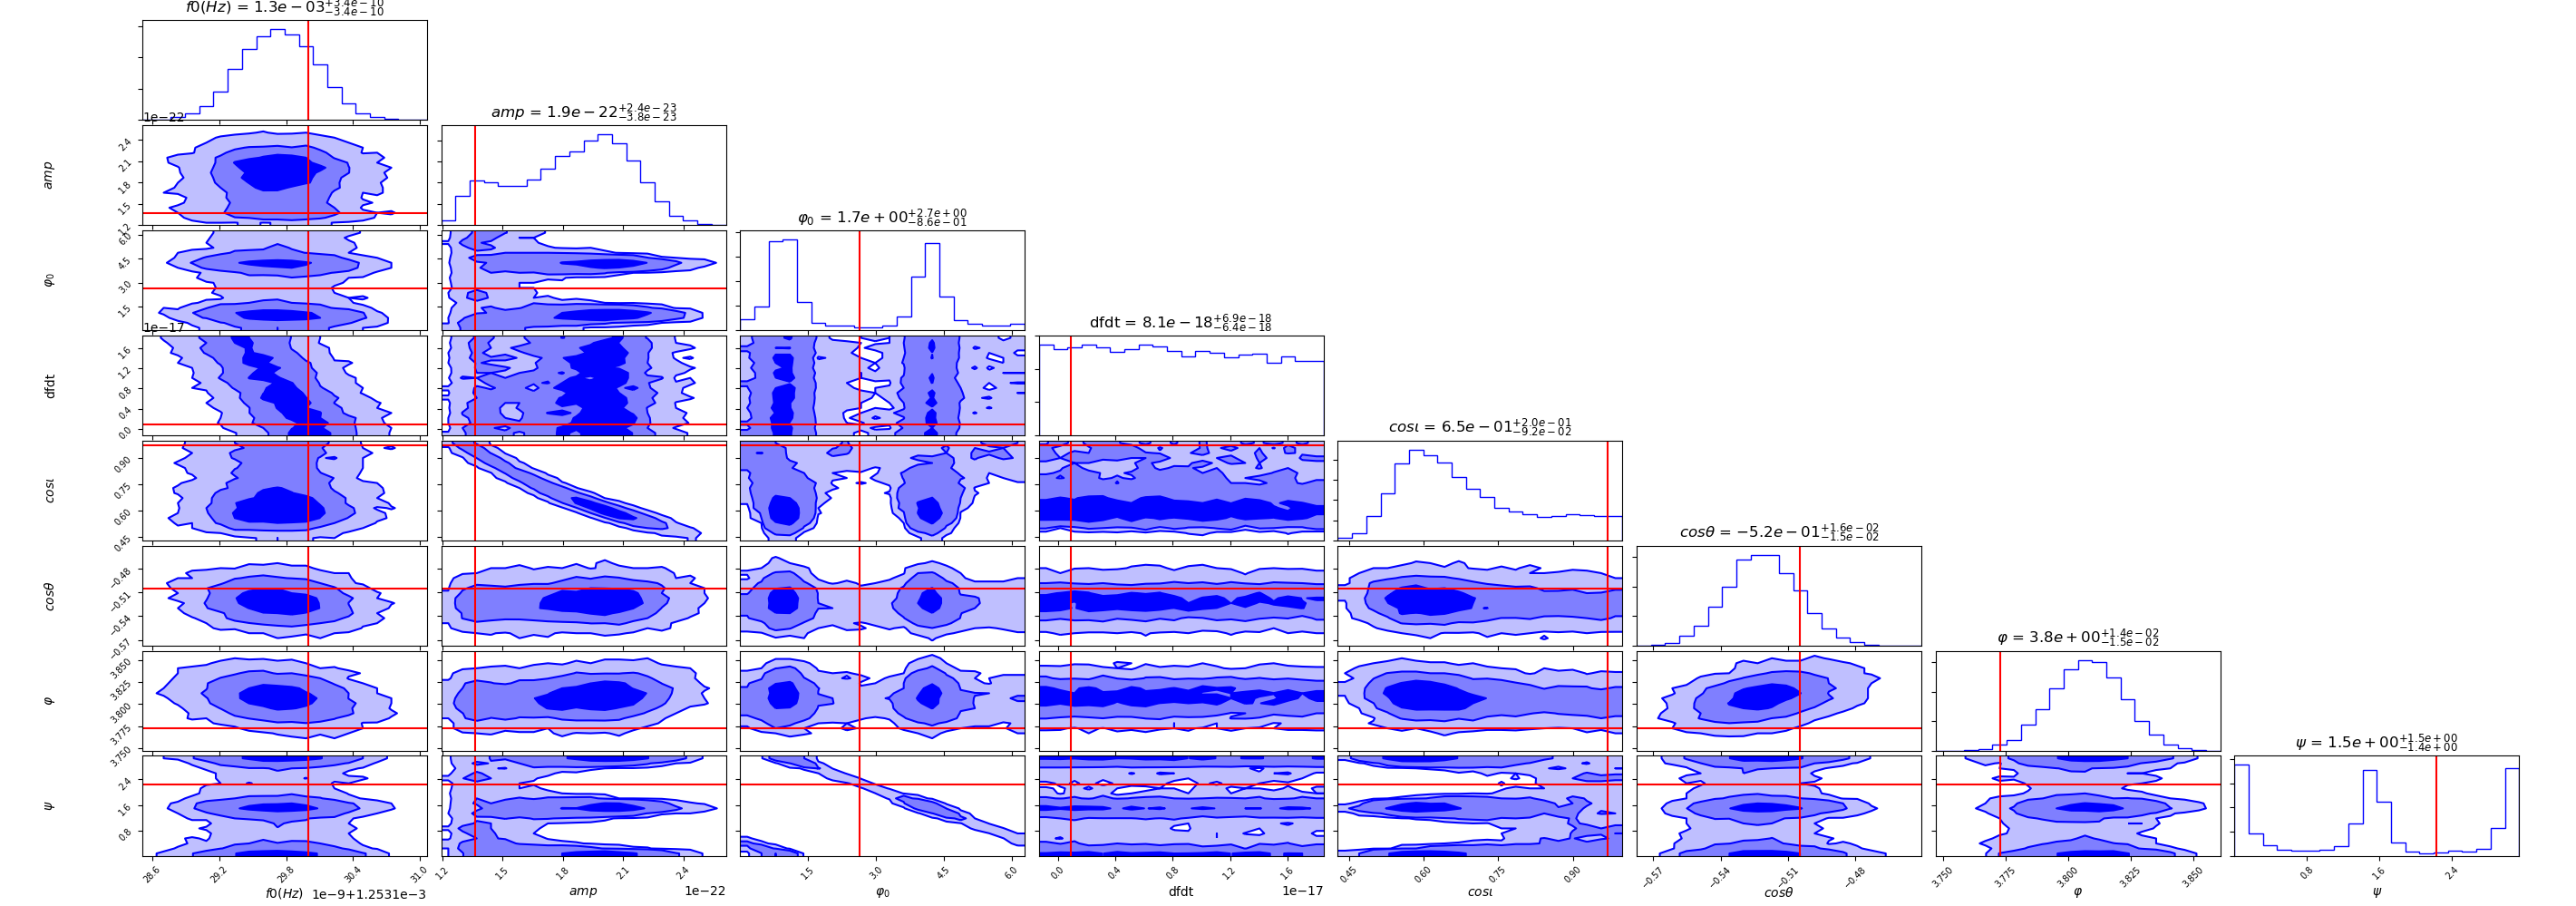 f0(Hz) = 1.3e−03+3.4e−10 −3.4e−10
1e−22
amp = 1.9e−22+2.4e−23 −3.8e−23
amp
2.4
2.1
1.8
1.5
1.2
φ0 = 1.7e+00+2.7e+00 −8.6e−01
φ0
6.0
4.5
3.0
1.5
1e−17
dfdt = 8.1e−18+6.9e−18 −6.4e−18
dfdt
1.6
1.2
0.8
0.4
0.0
cosι = 6.5e−01+2.0e−01 −9.2e−02
cosι
0.90
0.75
0.60
0.45
cosθ = −5.2e−01+1.6e−02 −1.5e−02
cosθ
−0.48
−0.51
−0.54
−0.57
φ = 3.8e+00+1.4e−02 −1.5e−02
φ
3.850
3.825
3.800
3.775
3.750
ψ = 1.5e+00+1.5e+00 −1.4e+00
ψ
2.4
1.6
0.8
28.6 29.2 29.8 30.4 31.0 1.2 1.5 1.8 2.1 2.4 1.5 3.0 4.5 6.0 0.0 0.4 0.8 1.2 1.6 0.45 0.60 0.75 0.90 −0.57 −0.54 −0.51 −0.48 3.750 3.775 3.800 3.825 3.850 0.8 1.6 2.4
f0(Hz) 1e−9+1.2531e−3 amp 1e−22 φ0 dfdt 1e−17 cosι cosθ φ ψ